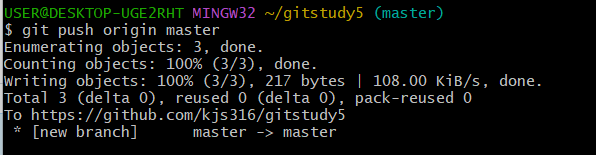 USER@DESKTOP-UGE2RHT MINGW32 ~/gitstudy5 (master)
$ git push origin master
Enumerating objects: 3, done.
Counting objects: 100% (3/3), done.
Writing objects: 100% (3/3), 217 bytes | 108.00 KiB/s, done.
Total 3 (delta 0), reused 0 (delta 0), pack-reused 0
To https://github.com/kjs316/gitstudy5
 * [new branch]      master -> master